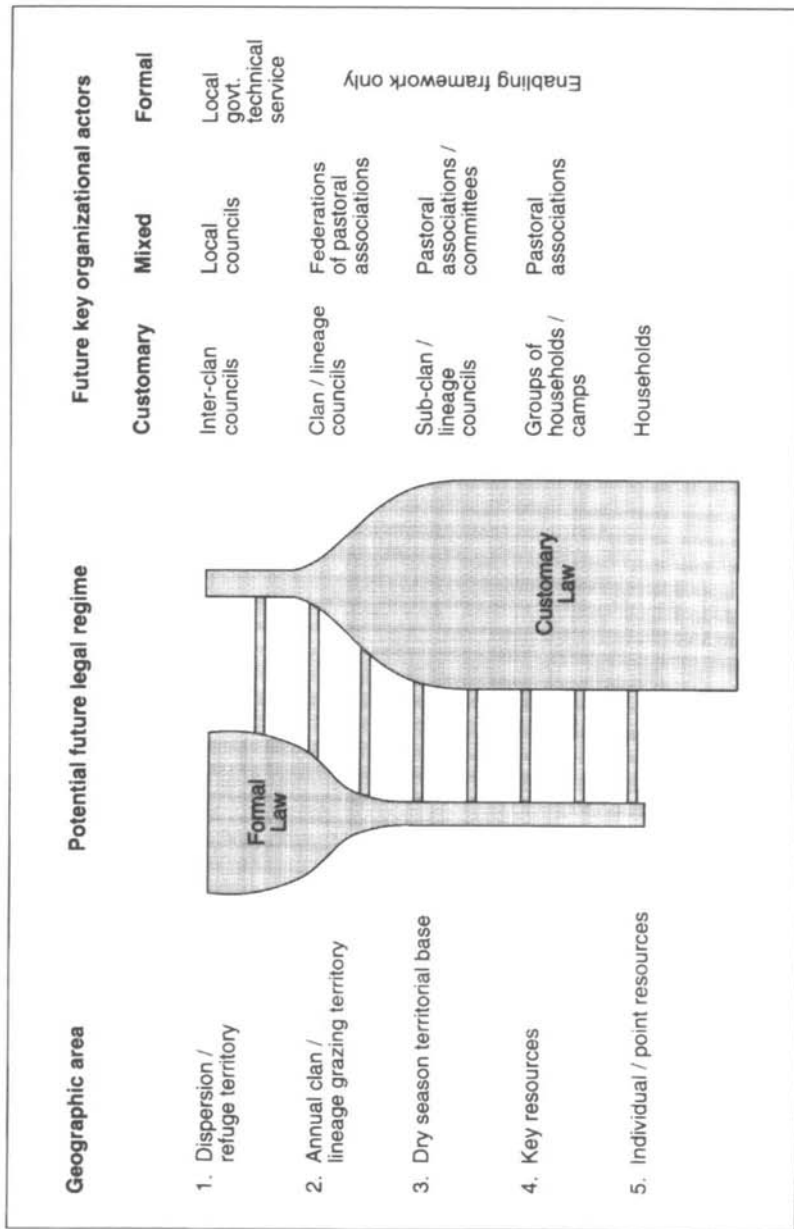 Geographic area
Potential future legal regime
Future key organizational actors
Customary
Mixed
Formal
1. Dispersion /
refuge territory
Inter-clan
councils
Local
councils
Local
govt.
technical
service
2. Annual clan /
lineage grazing territory
Clan / lineage
councils
Federations
of pastoral
associations
3. Dry season territorial base
Sub-clan /
lineage
councils
Pastoral
associations /
committees
4. Key resources
Groups of
households /
camps
Pastoral
associations
5. Individual / point resources
Households
Enabling framework only
Formal
Law
Customary
Law